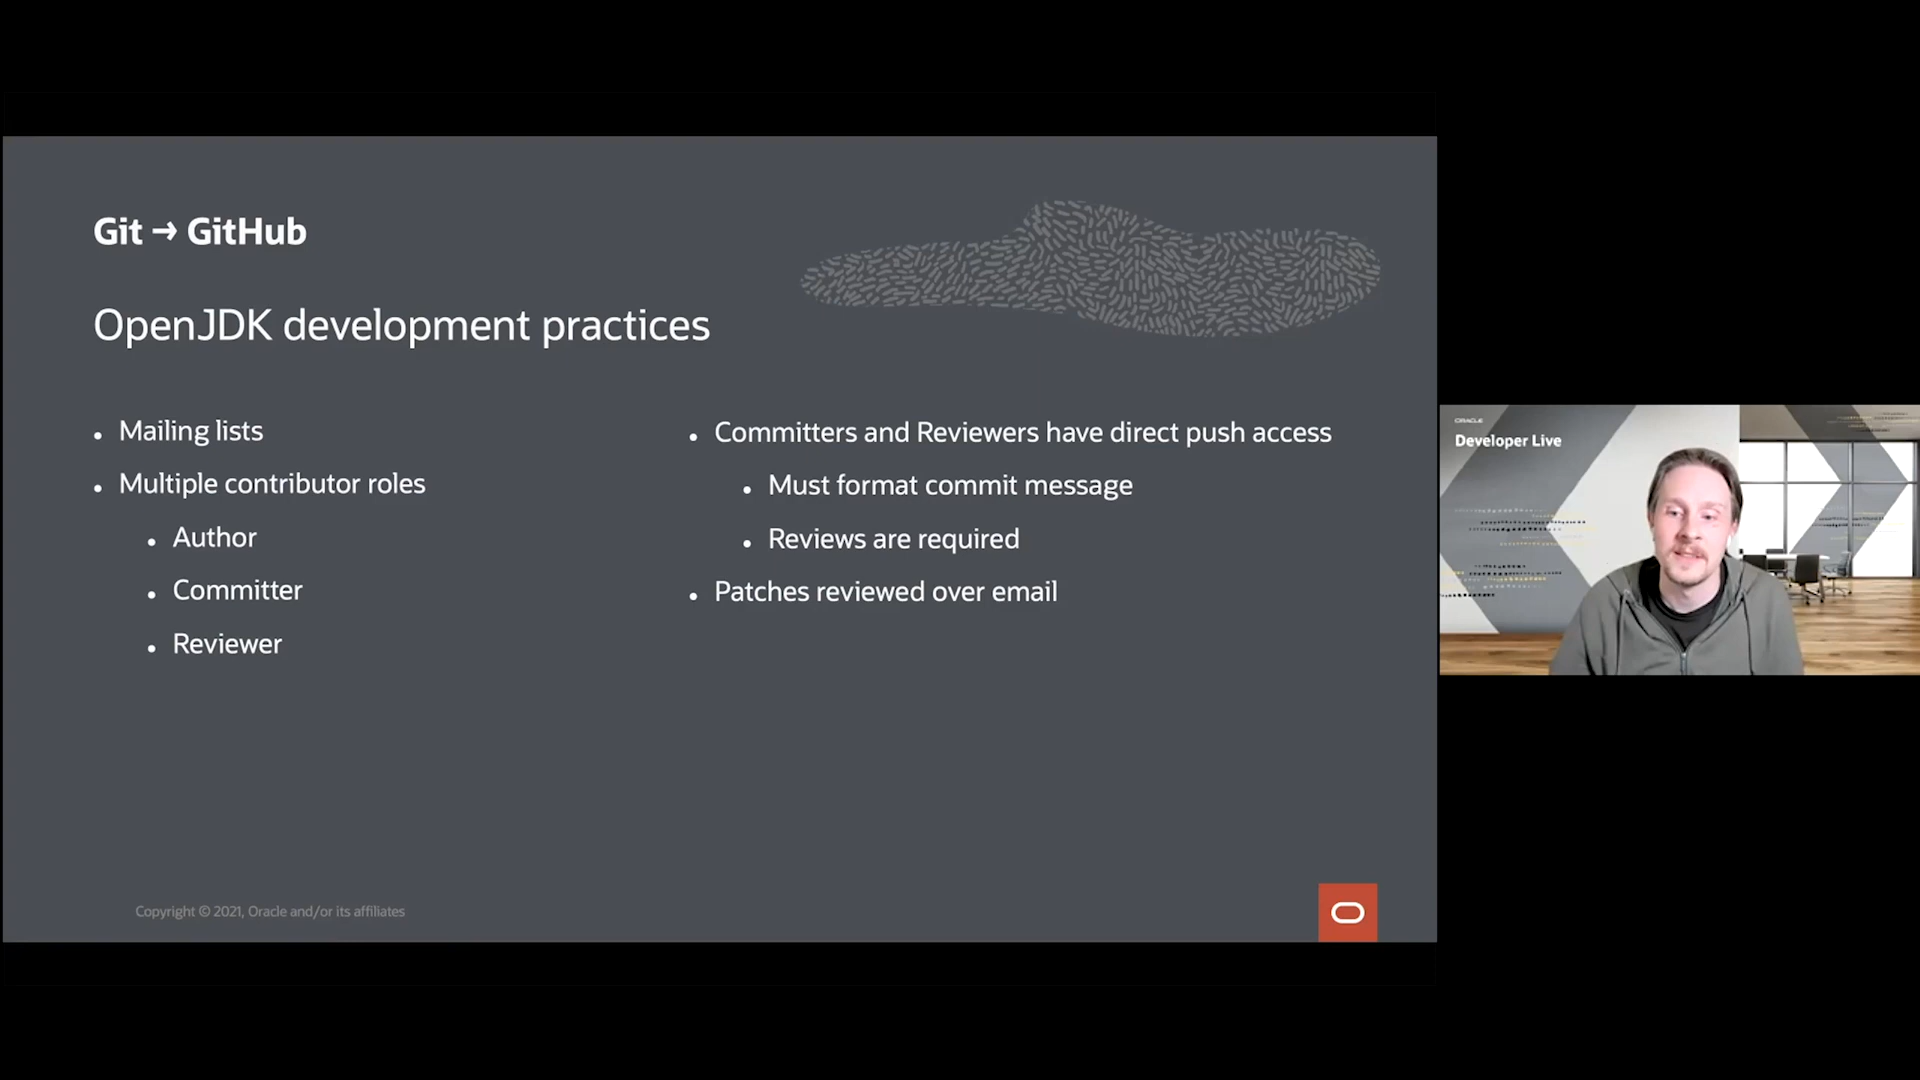 Git → GitHub
OpenJDK development practices
Mailing lists
Multiple contributor roles
Author
Committer
Reviewer
Committers and Reviewers have direct push access
Must format commit message
Reviews are required
Patches reviewed over email
Copyright © 2021, Oracle and/or its affiliates
ORACLE
Developer Live